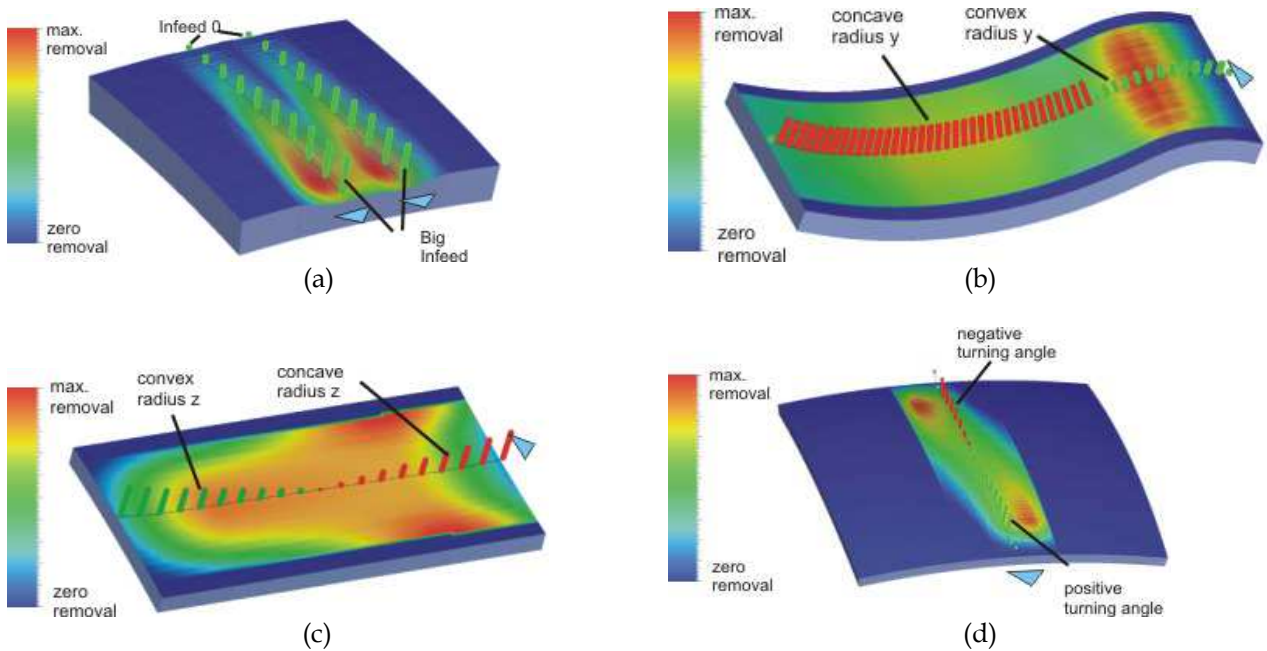 max.
removal
zero
removal
Infeed 0
Big
Infeed
(a)
max.
removal
zero
removal
concave
radius y
convex
radius y
(b)
max.
removal
zero
removal
convex
radius z
concave
radius z
(c)
max.
removal
zero
removal
negative
turning angle
positive
turning angle
(d)